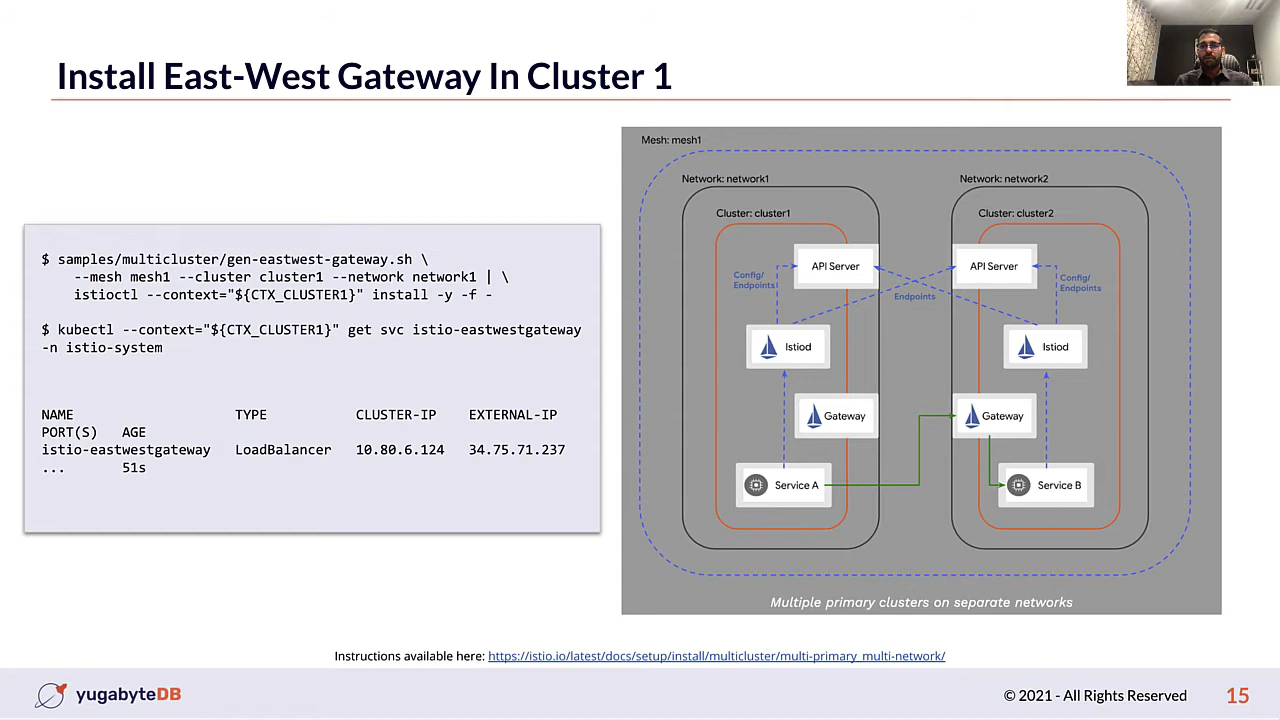 Install East-West Gateway In Cluster 1
$ samples/multicluster/gen-eastwest-gateway.sh \
--mesh mesh1 --cluster cluster1 --network network1 | \
istioctl --context="${CTX_CLUSTER1}" install -y -f -
$ kubectl --context="${CTX_CLUSTER1}" get svc istio-eastwestgateway
-n istio-system
NAME TYPE CLUSTER-IP EXTERNAL-IP
PORT(S) AGE
istio-eastwestgateway LoadBalancer 10.80.6.124 34.75.71.237
... 51s
Mesh: mesh1
Network: network1
Network: network2
Cluster: cluster1
Cluster: cluster2
API Server
API Server
Config/
Endpoints
Endpoints
Config/
Endpoints
Istiod
Istiod
Gateway
Gateway
Service A
Service B
Multiple primary clusters on separate networks
Instructions available here: https://istio.io/latest/docs/setup/install/multicluster/multi-primary_multi-network/
yugabyteDB
© 2021 - All Rights Reserved
15